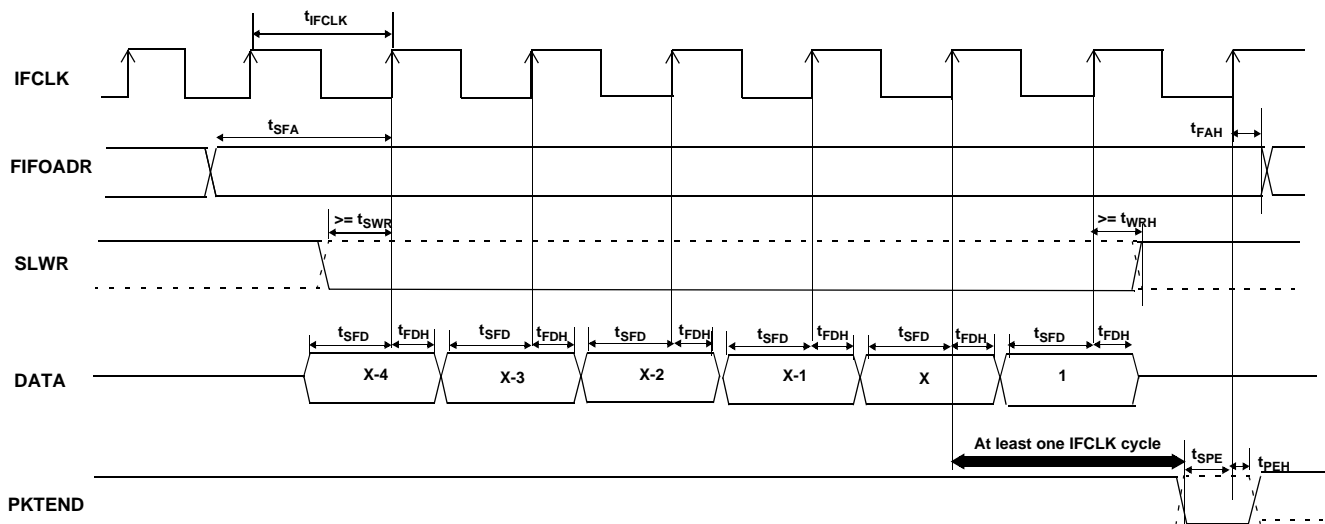 tIFCLK
IFCLK
tSFA
tFAH
FIFOADR
>= tSWR
>= tWRH
SLWR
tSFD tFDH tSFD tFDH tSFD tFDH tSFD tFDH tSFD tFDH tSFD tFDH
DATA X-4 X-3 X-2 X-1 X 1
At least one IFCLK cycle
tSPE
tPEH
PKTEND